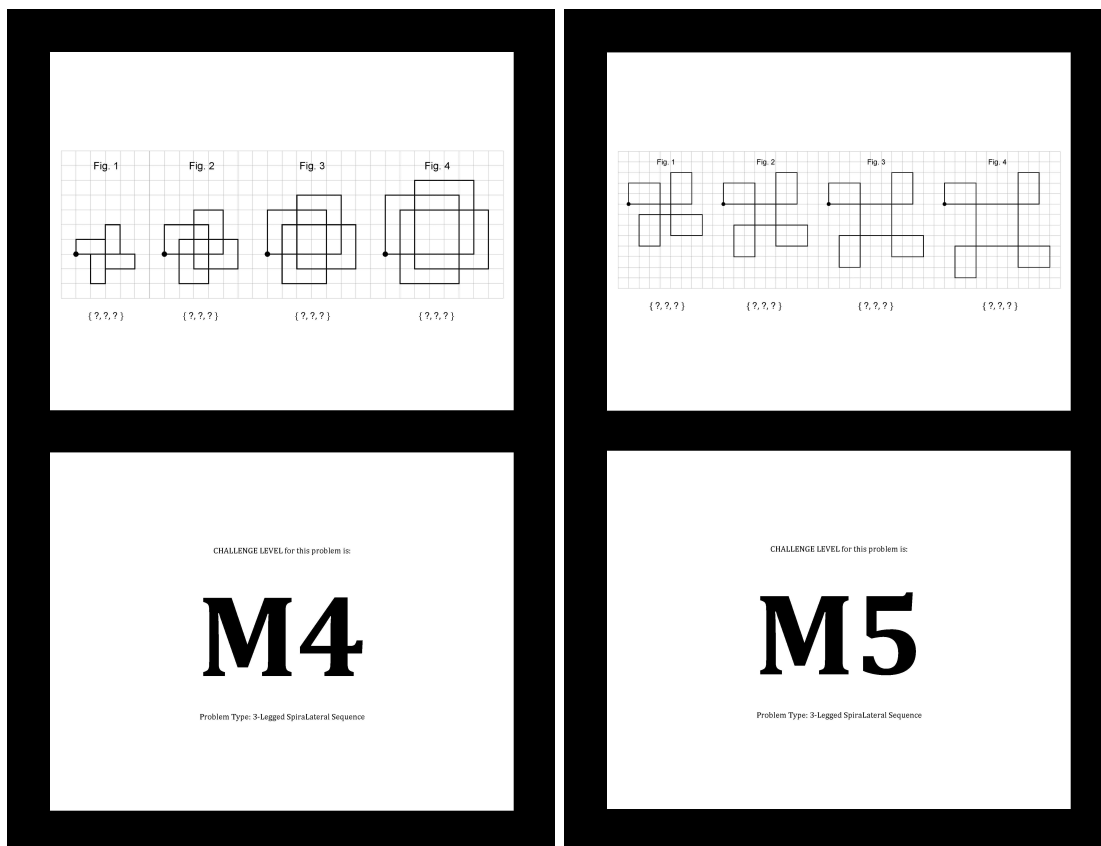 Fig. 1 Fig. 2 Fig. 3 Fig. 4
{ ?, ?, ? } { ?, ?, ? } { ?, ?, ? } { ?, ?, ? }
CHALLENGE LEVEL for this problem is:
M4
Problem Type: 3-Legged SpiraLateral Sequence
Fig. 1 Fig. 2 Fig. 3 Fig. 4
{ ?, ?, ? } { ?, ?, ? } { ?, ?, ? } { ?, ?, ? }
CHALLENGE LEVEL for this problem is:
M5
Problem Type: 3-Legged SpiraLateral Sequence